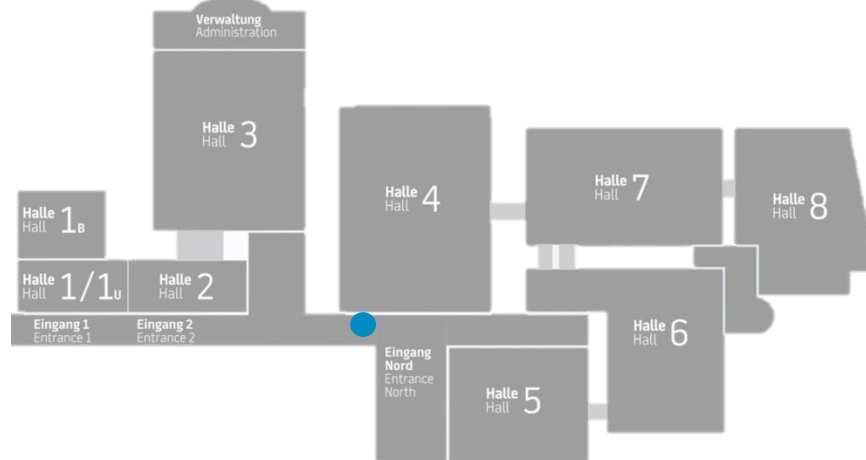 Verwaltung
Administration
Halle
Hall 3
Halle
Hall 4
Halle
Hall 7
Halle
Hall 8
Halle
Hall 1B
Halle
Hall 1/1U
Halle
Hall 2
Eingang 1
Entrance 1
Eingang 2
Entrance 2
Halle
Hall 6
Eingang
Nord
Entrance
North
Halle
Hall 5